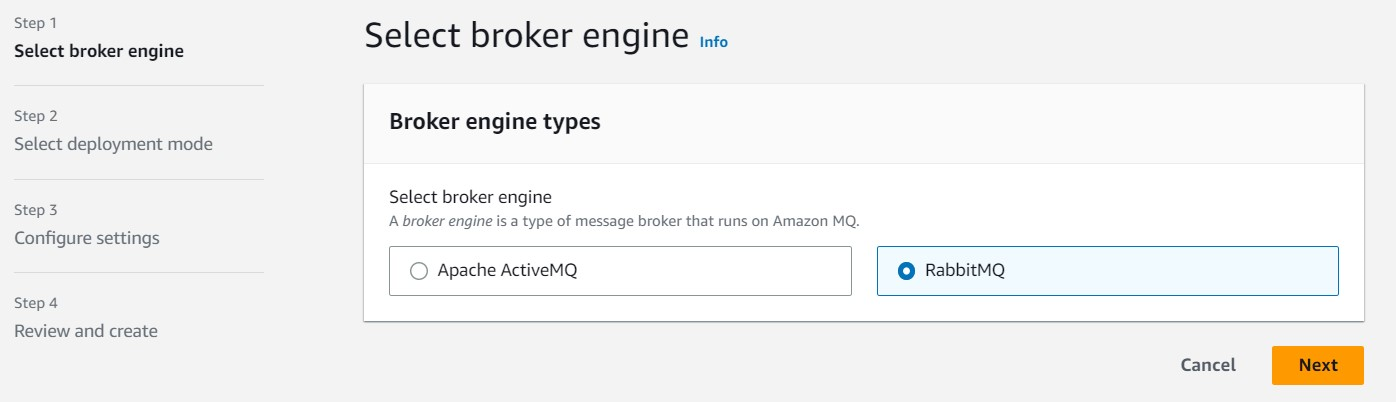 Step 1
Select broker engine
Step 2
Select deployment mode
Step 3
Configure settings
Step 4
Review and create
Select broker engine Info
Broker engine types
Select broker engine
A broker engine is a type of message broker that runs on Amazon MQ.
Apache ActiveMQ
RabbitMQ
Cancel
Next